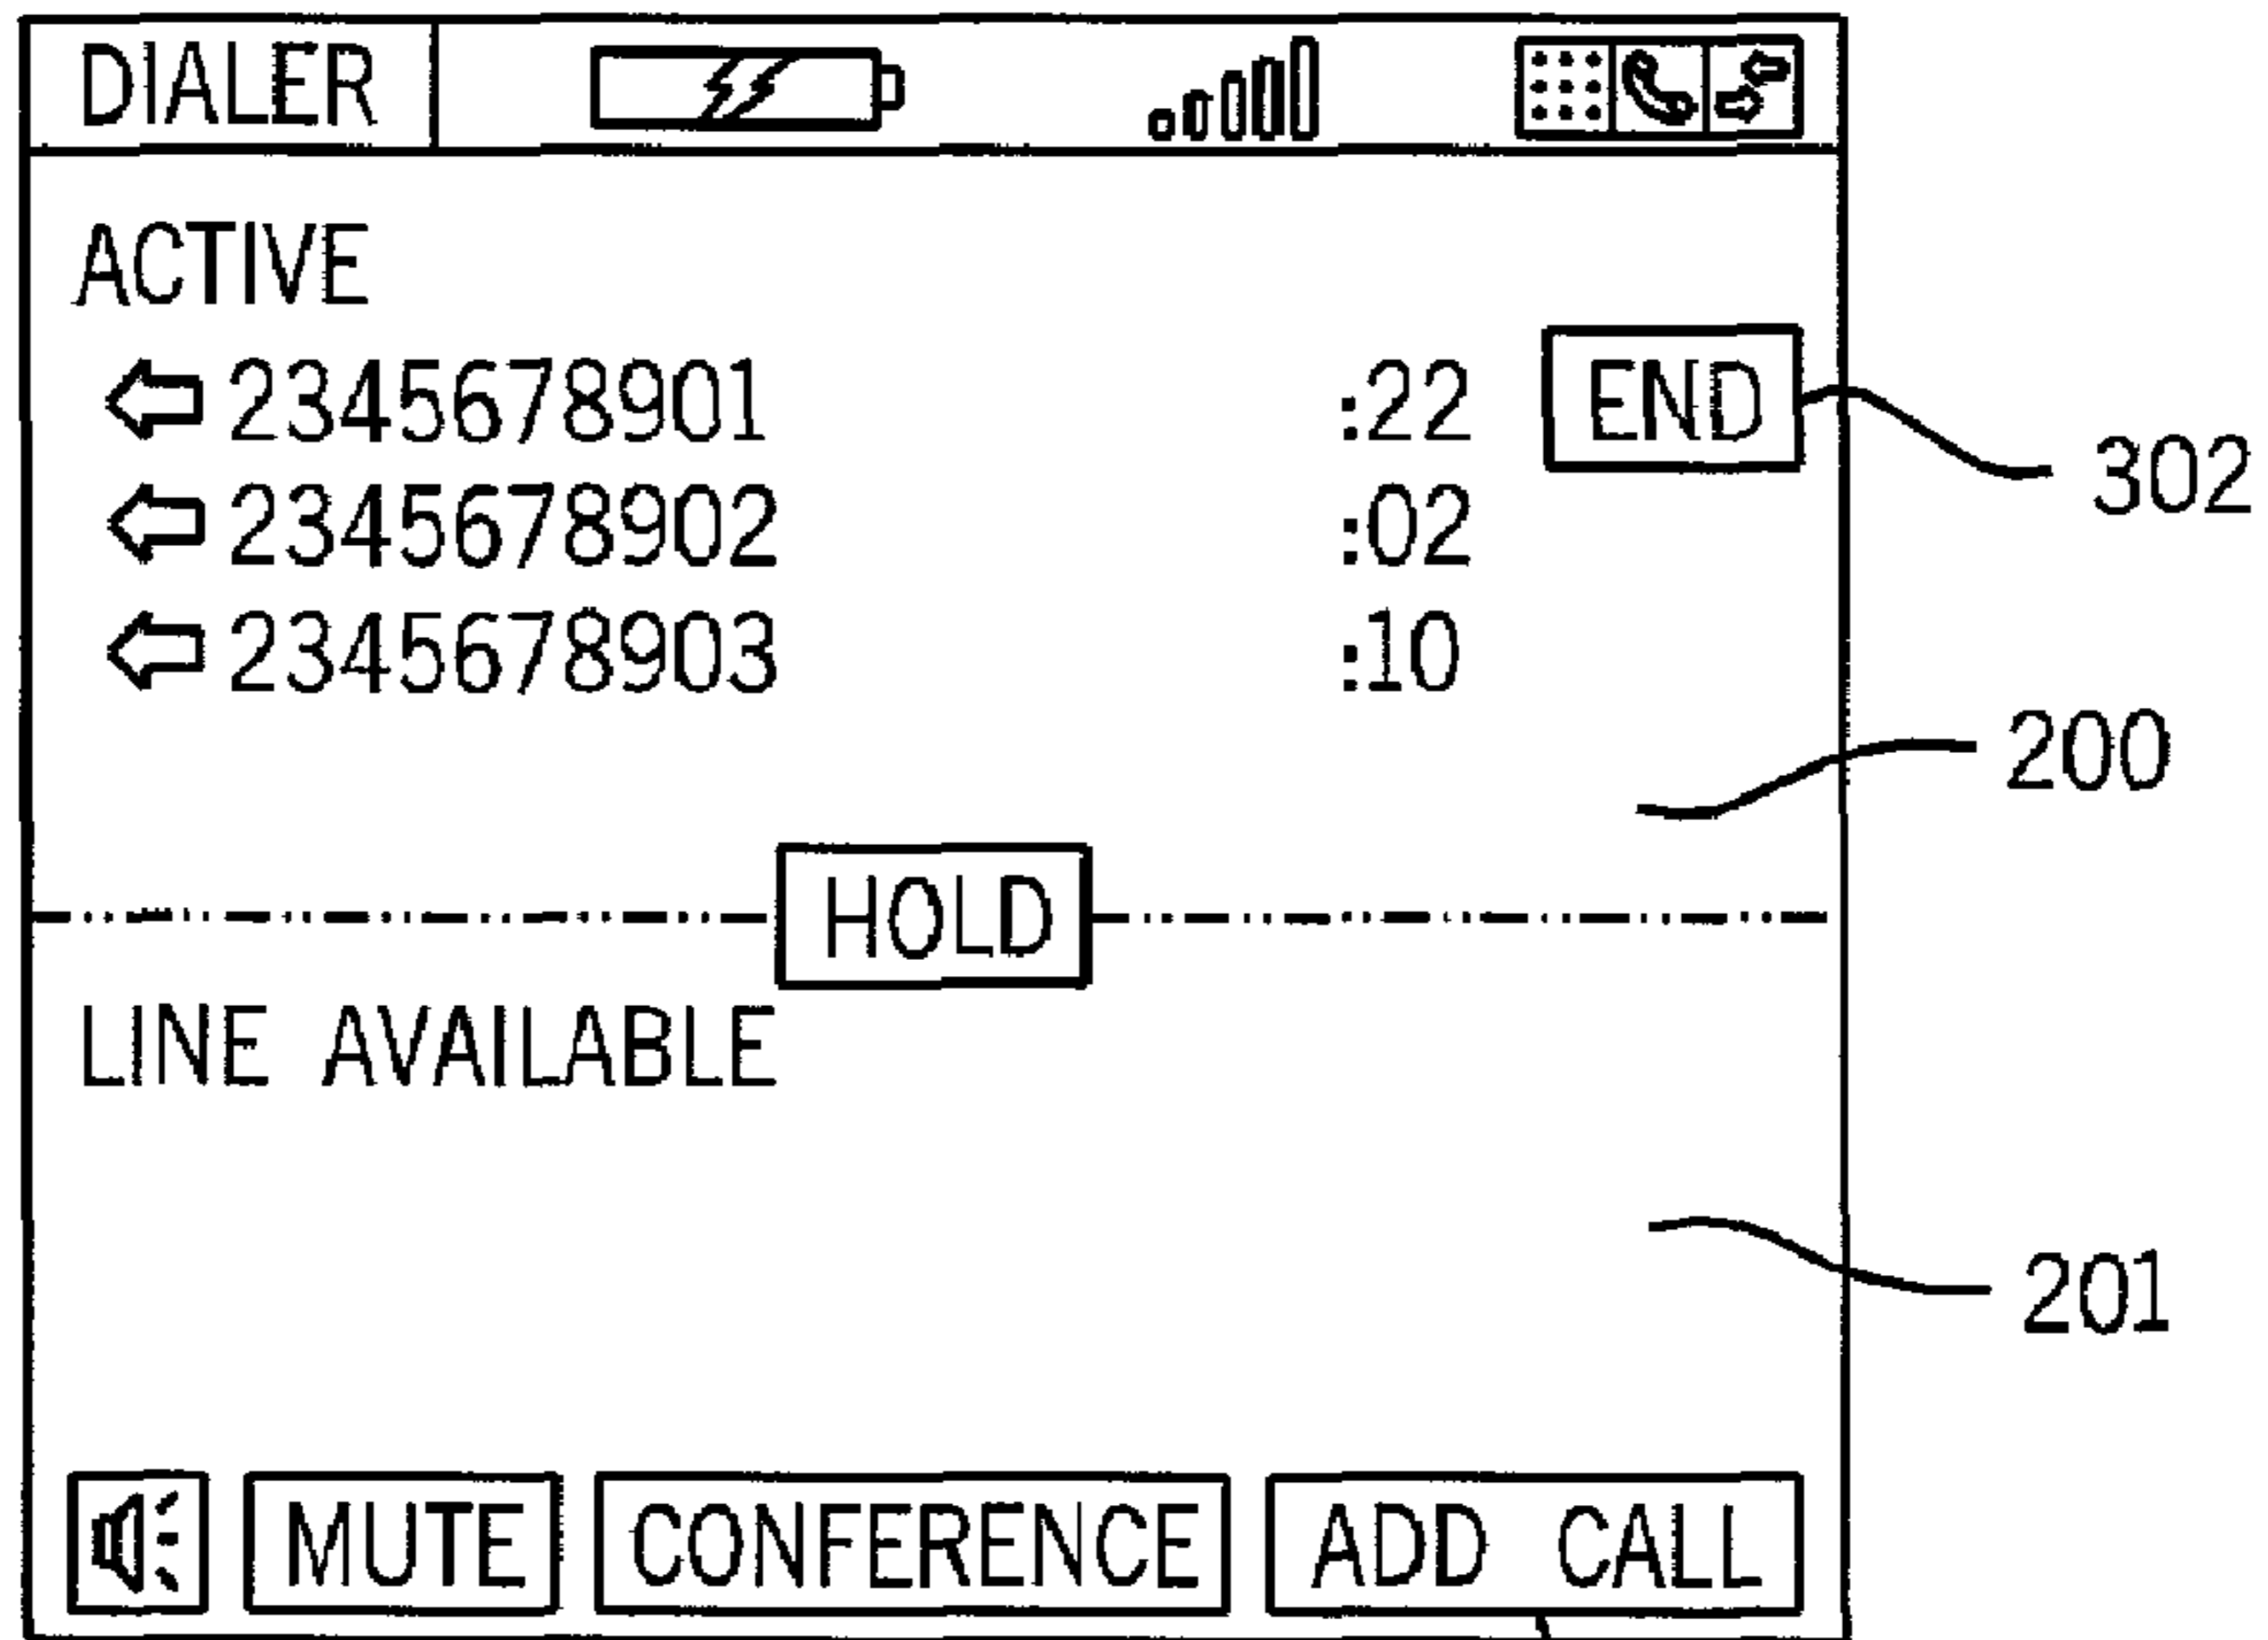 DIALER
ACTIVE
2345678901 :22 END
302
2345678902 :02
2345678903 :10
200
HOLD
LINE AVAILABLE
201
MUTE CONFERENCE ADD CALL